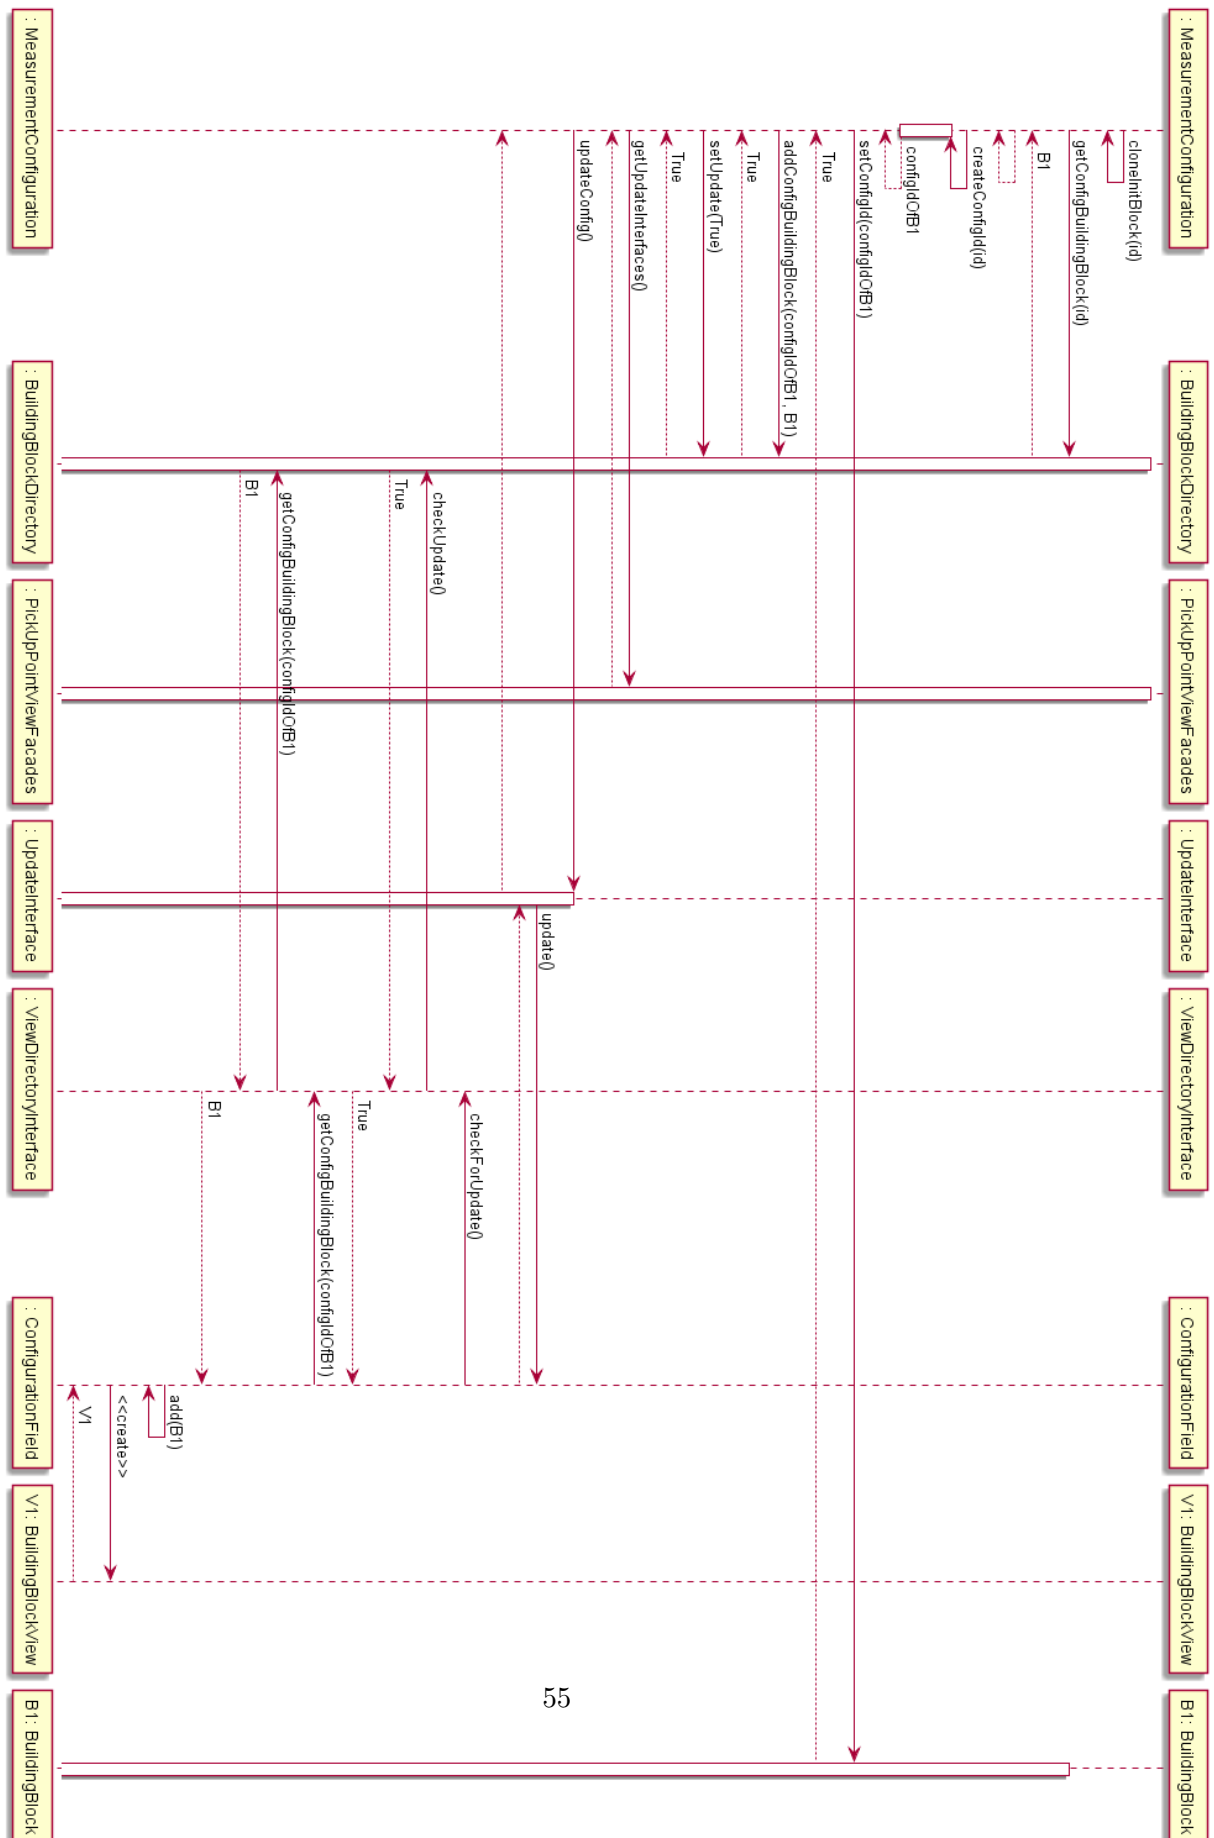 : MeasurementConfiguration
: BuildingBlockDirectory
: PickUpPointViewFacades
: UpdateInterface
: ViewDirectoryInterface
: ConfigurationField
V1: BuildingBlockView
B1: BuildingBlock
cloneInitBlock(id)
getConfigBuildingBlock(id)
B1
createConfigId(id)
configIdOfB1
setConfigId(configIdOfB1)
True
addConfigBuildingBlock(configIdOfB1, B1)
True
setUpdate(True)
True
getUpdateInterfaces()
updateConfig()
update()
checkForUpdate()
checkUpdate()
True
True
getConfigBuildingBlock(configIdOfB1)
getConfigBuildingBlock(configIdOfB1)
B1
B1
add(B1)
<<create>>
V1
: MeasurementConfiguration
: BuildingBlockDirectory
: PickUpPointViewFacades
: UpdateInterface
: ViewDirectoryInterface
: ConfigurationField
V1: BuildingBlockView
B1: BuildingBlock
55